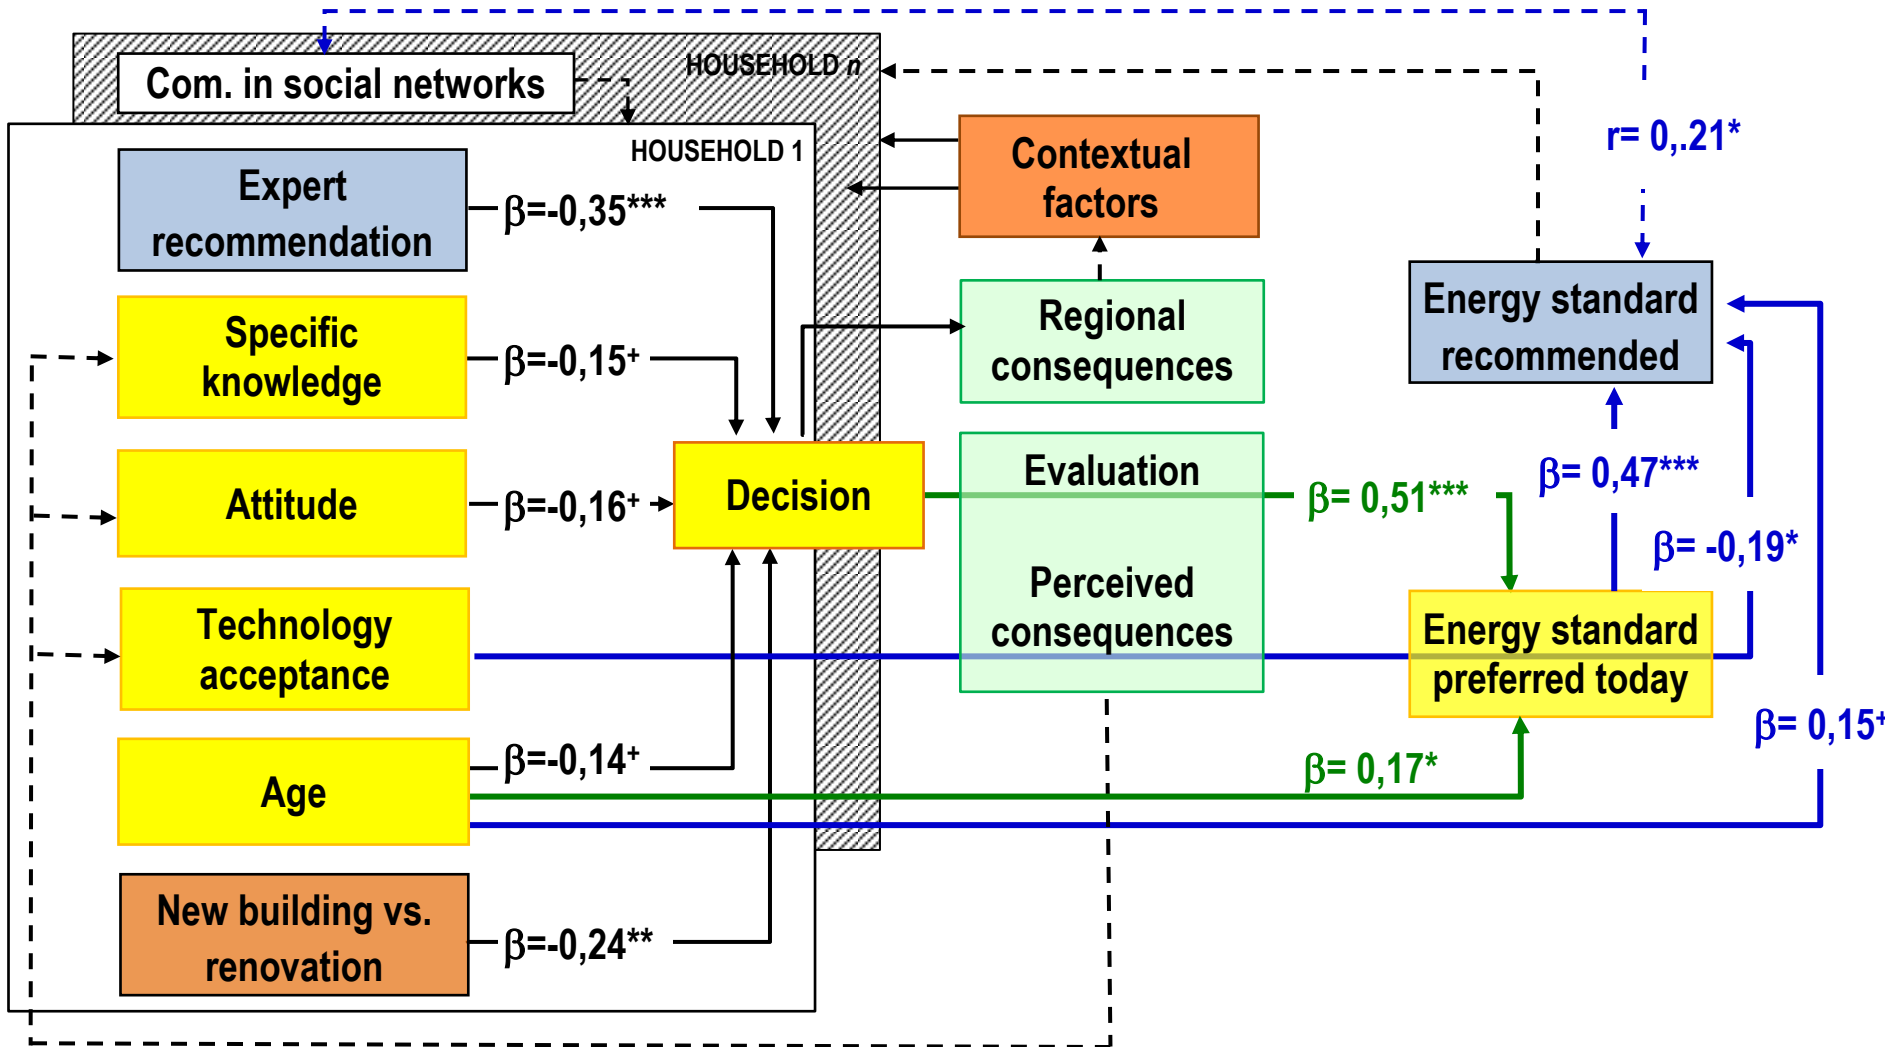 Com. in social networks
HOUSEHOLD n
HOUSEHOLD 1
Expert
recommendation
β=-0,35***
Specific
knowledge
β=-0,15+
Attitude
β=-0,16+
Technology
acceptance
Age
β=-0,14+
New building vs.
renovation
β=-0,24**
Decision
Contextual
factors
Regional
consequences
Evaluation
Perceived
consequences
β= 0,51***
β= 0,17*
r= 0,.21*
Energy standard
recommended
β= 0,47***
β= -0,19*
Energy standard
preferred today
β= 0,15+